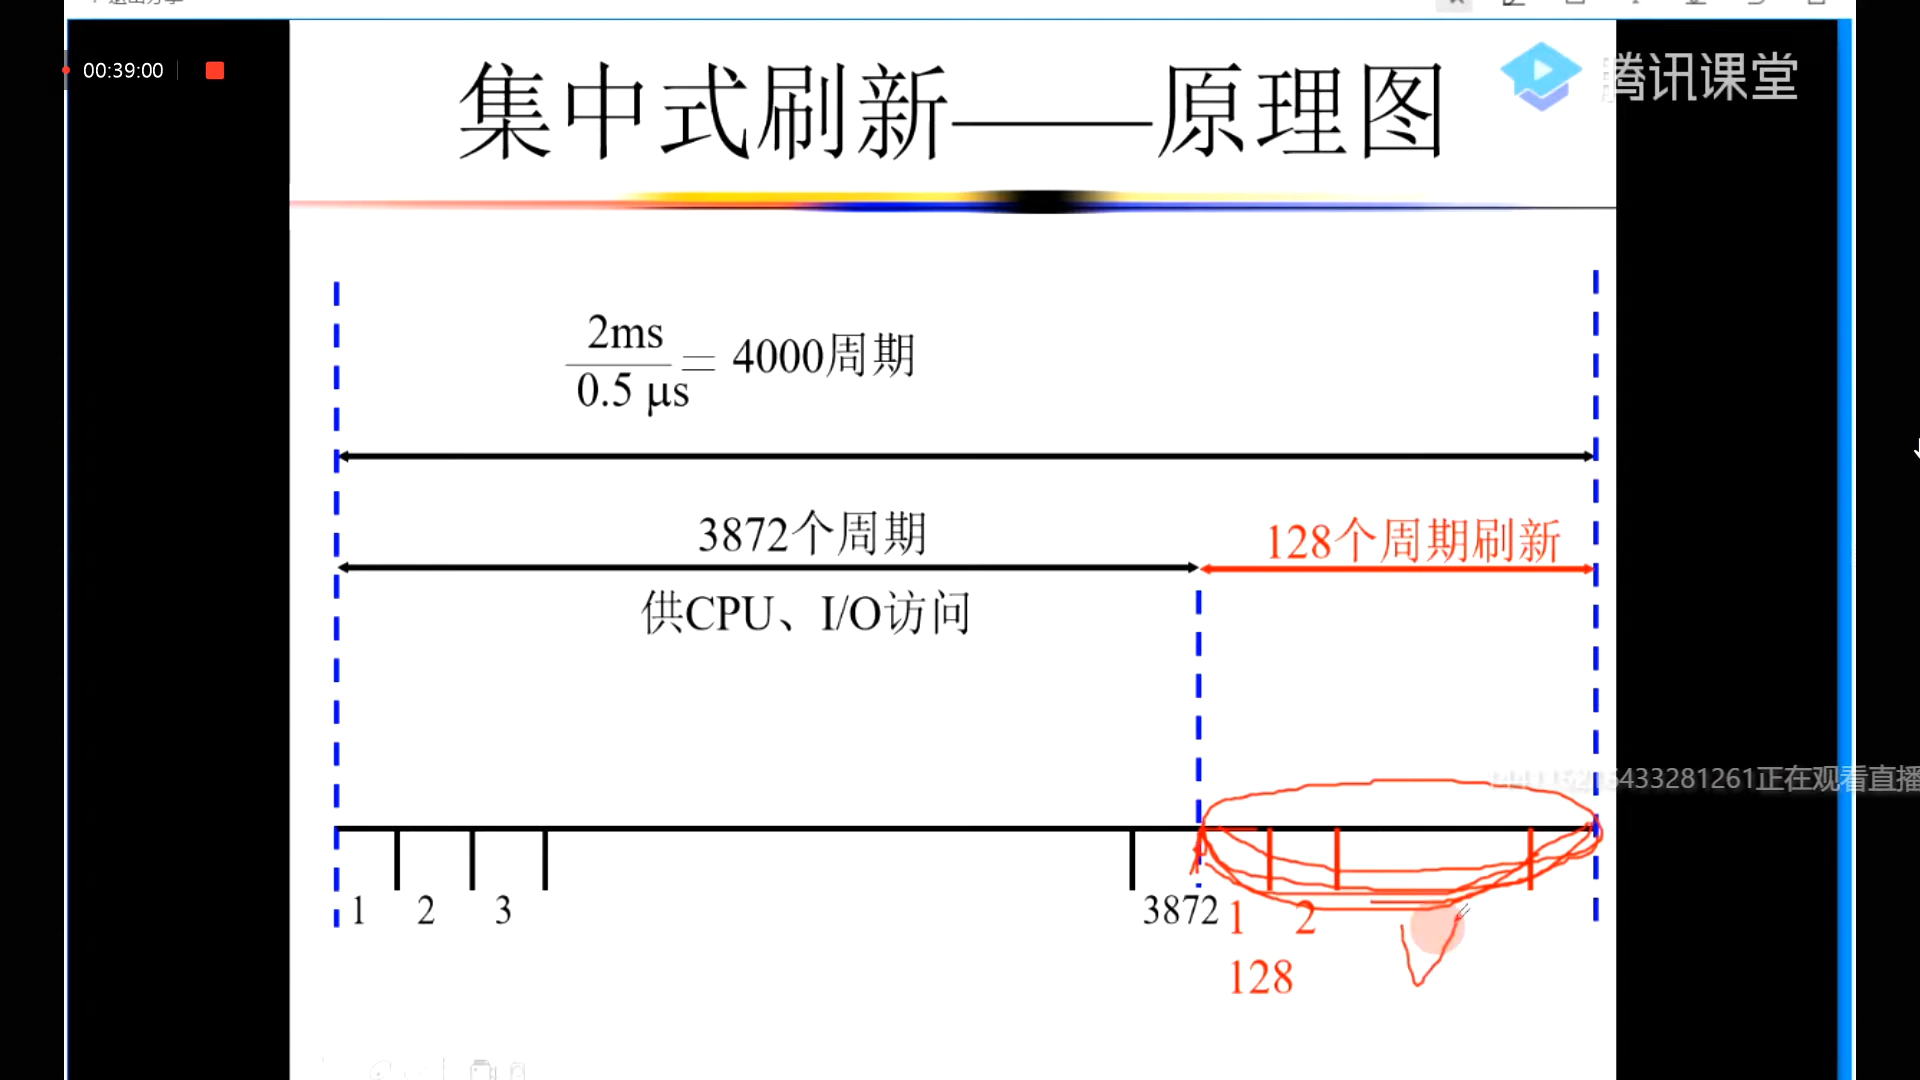 00:39:00
腾讯课堂
集中式刷新——原理图
2ms
0.5 μs
= 4000周期
3872个周期
128个周期刷新
供CPU、I/O访问
6433281261正在观看直播
1 2 3 3872 1 2
128